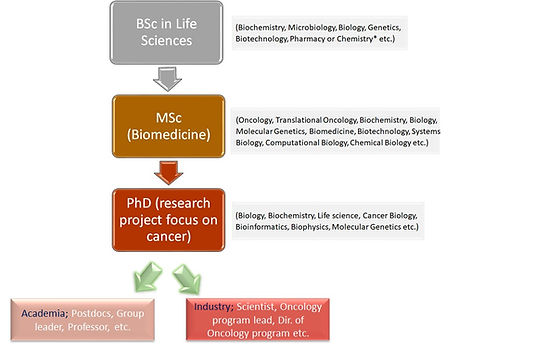 BSc in Life
Sciences
(Biochemistry, Microbiology, Biology, Genetics,
Biotechnology, Pharmacy or Chemistry* etc.)
MSc
(Biomedicine)
(Oncology, Translational Oncology, Biochemistry, Biology,
Molecular Genetics, Biomedicine, Biotechnology, Systems
Biology, Computational Biology, Chemical Biology etc.)
PhD (research
project focus on
cancer)
(Biology, Biochemistry, Life science, Cancer Biology,
Bioinformatics, Biophysics, Molecular Genetics etc.)
Academia; Postdocs, Group
leader, Professor, etc.
Industry; Scientist, Oncology
program lead, Dir. of
Oncology program etc.